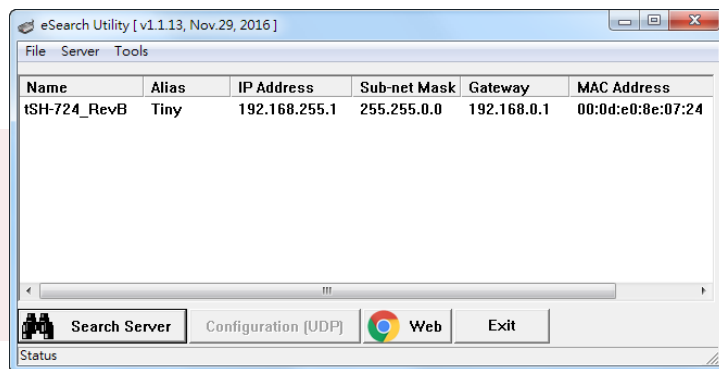 eSearch Utility [ v1.1.13, Nov.29, 2016 ]
File Server Tools
Name Alias IP Address Sub-net Mask Gateway MAC Address
tSH-724_RevB Tiny 192.168.255.1 255.255.0.0 192.168.0.1 00:0d:e0:8e:07:24
Search Server Configuration (UDP) Web Exit
Status